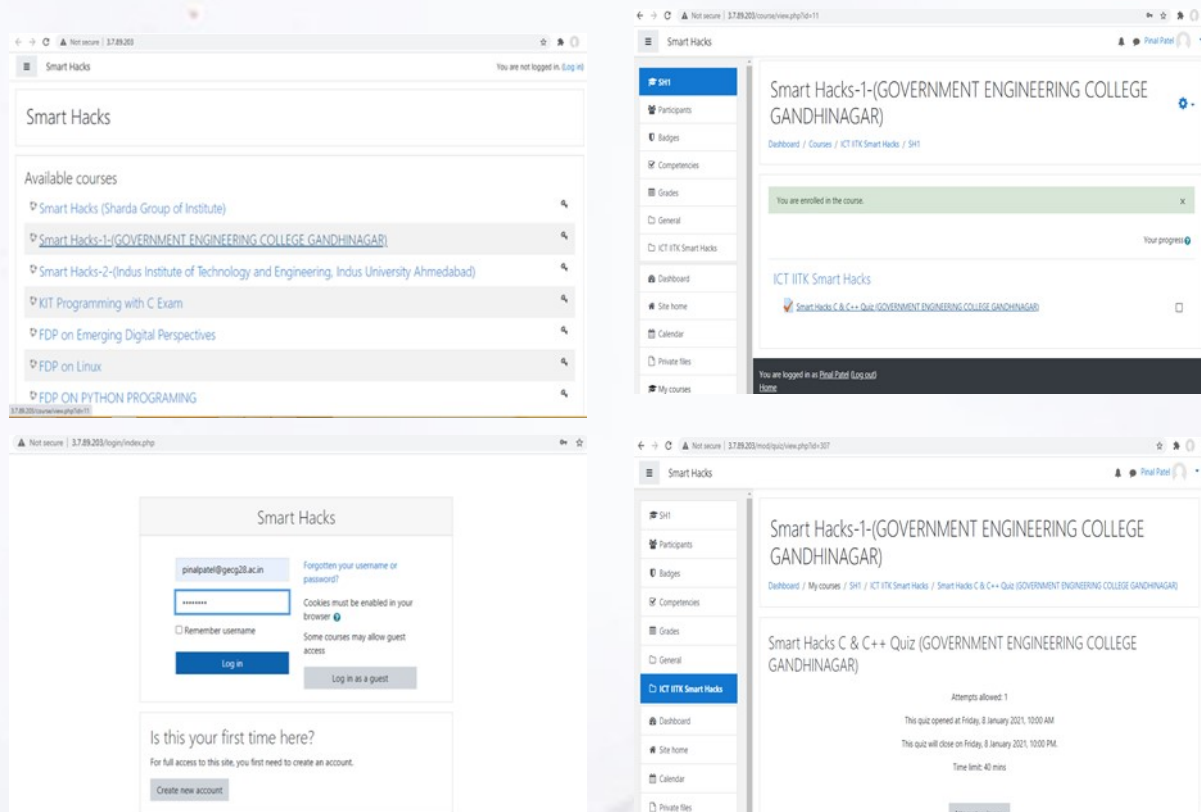 Not secure | 3.7.89.203
Smart Hacks
You are not logged in. (Log in)
Smart Hacks
Available courses
Smart Hacks (Sharda Group of Institute)
Smart Hacks-1-(GOVERNMENT ENGINEERING COLLEGE GANDHINAGAR)
Smart Hacks-2-(Indus Institute of Technology and Engineering, Indus University Ahmedabad)
KIT Programming with C Exam
FDP on Emerging Digital Perspectives
FDP on Linux
FDP ON PYTHON PROGRAMING
3.7.89.203/course/view.php?id=11
Not secure | 3.7.89.203/course/view.php?id=11
Smart Hacks
Pinal Patel
SH1
Participants
Badges
Competencies
Grades
General
ICT IITK Smart Hacks
Dashboard
Site home
Calendar
Private files
My courses
Smart Hacks-1-(GOVERNMENT ENGINEERING COLLEGE
GANDHINAGAR)
Dashboard / Courses / ICT IITK Smart Hacks / SH1
You are enrolled in the course.
x
Your progress
ICT IITK Smart Hacks
Smart Hacks C & C++ Quiz (GOVERNMENT ENGINEERING COLLEGE GANDHINAGAR)
You are logged in as Pinal Patel (Log out)
Home
Not secure | 3.7.89.203/login/index.php
Smart Hacks
pinalpatel@gecg28.ac.in
Remember username
Log in
Forgotten your username or
password?
Cookies must be enabled in your
browser
Some courses may allow guest
access
Log in as a guest
Is this your first time here?
For full access to this site, you first need to create an account.
Create new account
Not secure | 3.7.89.203/mod/quiz/view.php?id=307
Smart Hacks
Pinal Patel
SH1
Participants
Badges
Competencies
Grades
General
ICT IITK Smart Hacks
Dashboard
Site home
Calendar
Private files
Smart Hacks-1-(GOVERNMENT ENGINEERING COLLEGE
GANDHINAGAR)
Dashboard / My courses / SH1 / ICT IITK Smart Hacks / Smart Hacks C & C++ Quiz (GOVERNMENT ENGINEERING COLLEGE GANDHINAGAR)
Smart Hacks C & C++ Quiz (GOVERNMENT ENGINEERING COLLEGE
GANDHINAGAR)
Attempts allowed: 1
This quiz opened at Friday, 8 January 2021, 10:00 AM
This quiz will close on Friday, 8 January 2021, 10:00 PM.
Time limit: 40 mins